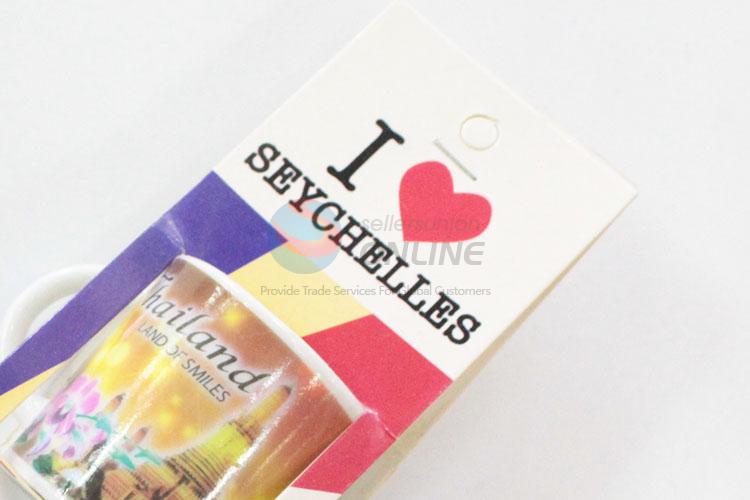 I ♥
SEYCHELLES
sellersunion
ONLINE
Provide Trade Services For Global Customers
Thailand
LAND OF SMILES